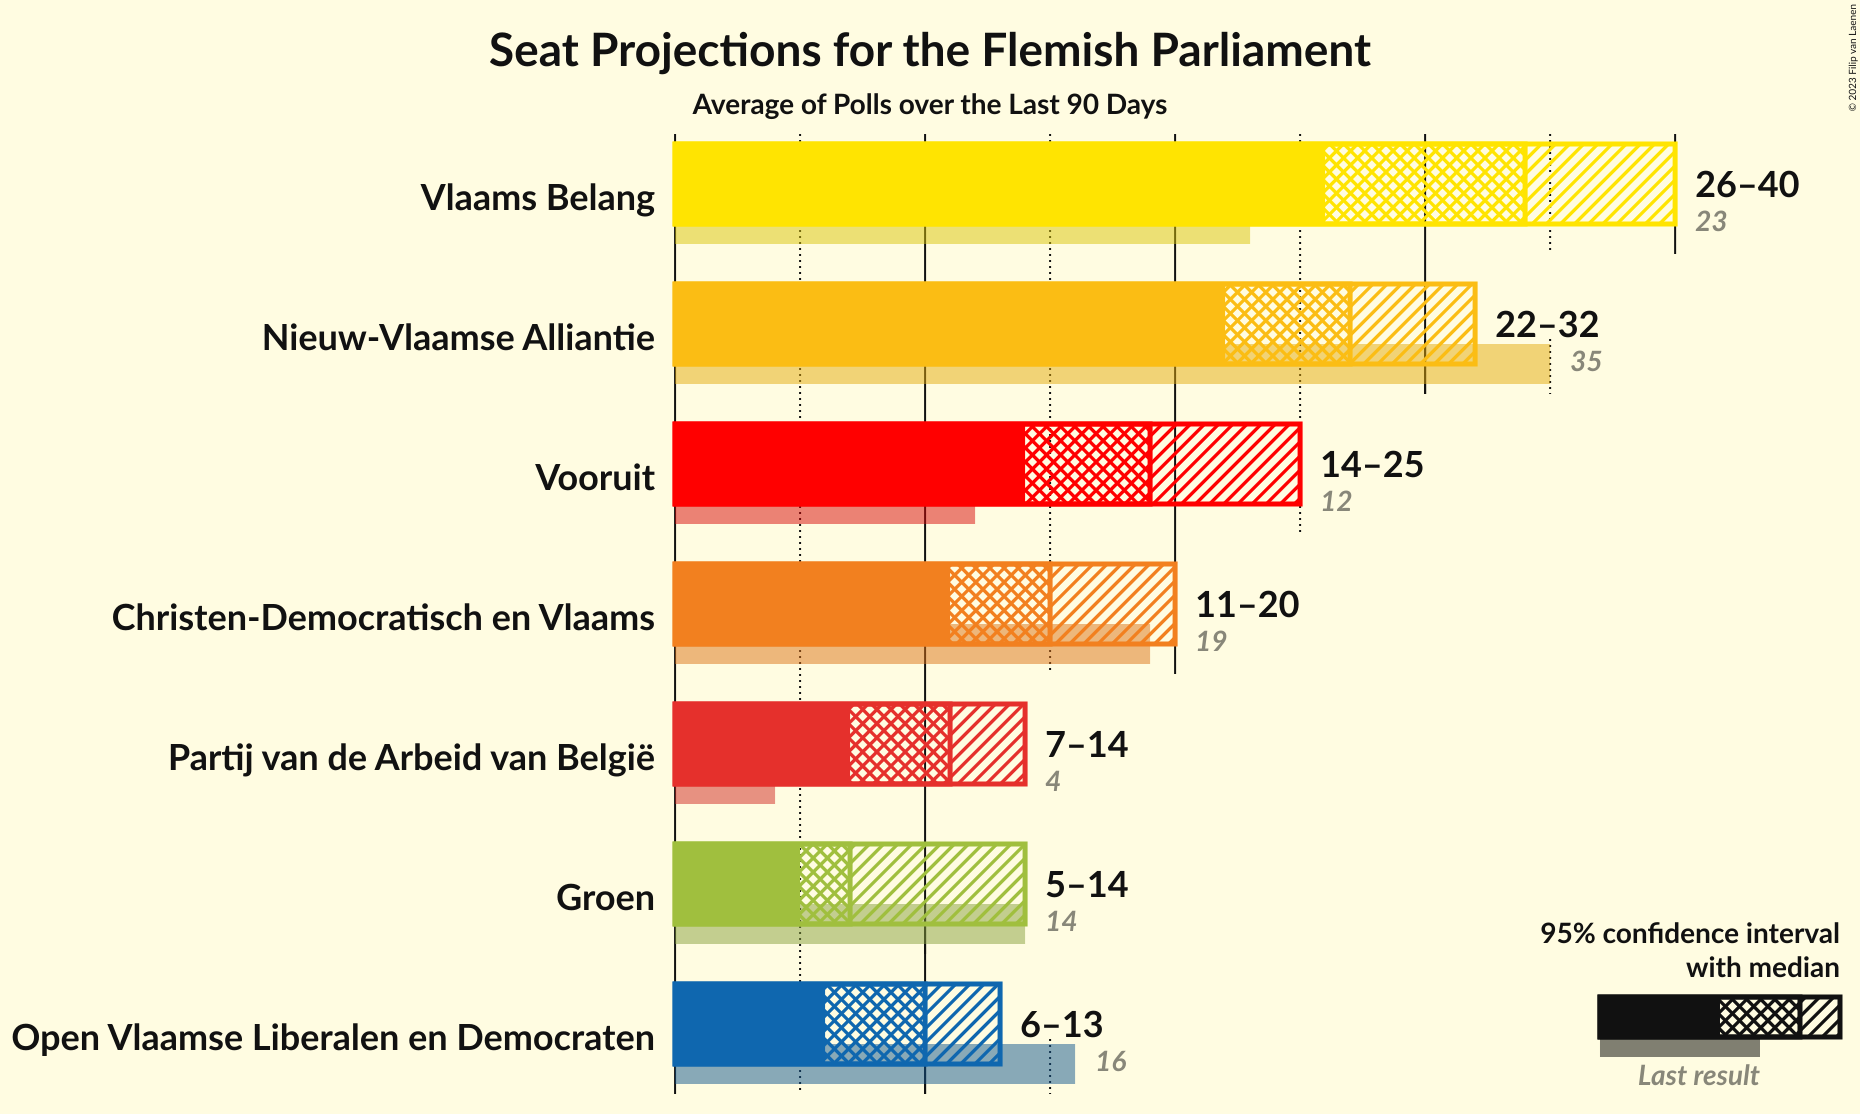 Seat Projections for the Flemish Parliament
Average of Polls over the Last 90 Days
© 2023 Filip van Laenen
Vlaams Belang
26–40
23
Nieuw-Vlaamse Alliantie
22–32
35
Vooruit
14–25
12
Christen-Democratisch en Vlaams
11–20
19
Partij van de Arbeid van België
7–14
4
Groen
5–14
14
Open Vlaamse Liberalen en Democraten
6–13
16
95% confidence interval
with median
Last result